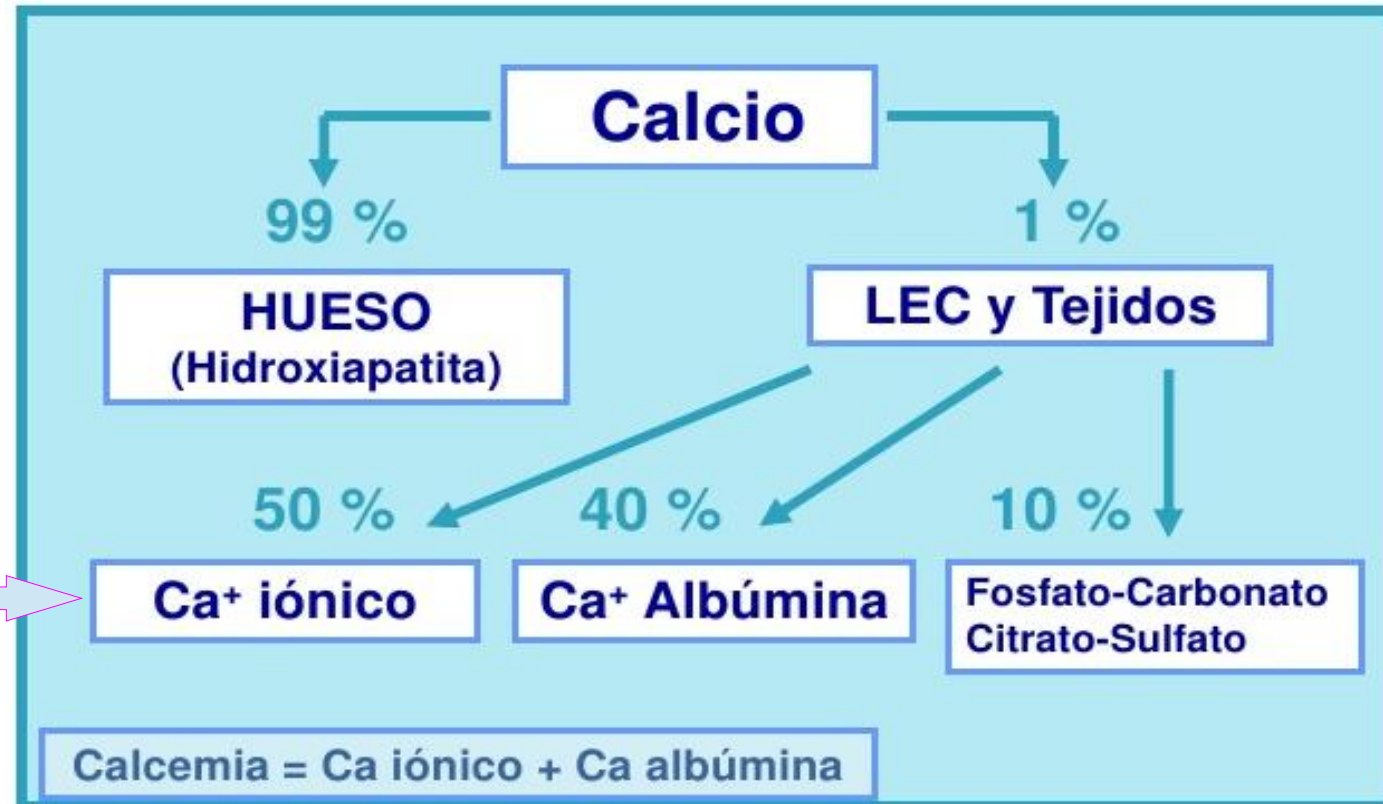 Calcio
99 %
1 %
HUESO
(Hidroxiapatita)
LEC y Tejidos
50 %
40 %
10 %
Ca⁺ iónico
Ca⁺ Albúmina
Fosfato-Carbonato
Citrato-Sulfato
Calcemia = Ca iónico + Ca albúmina